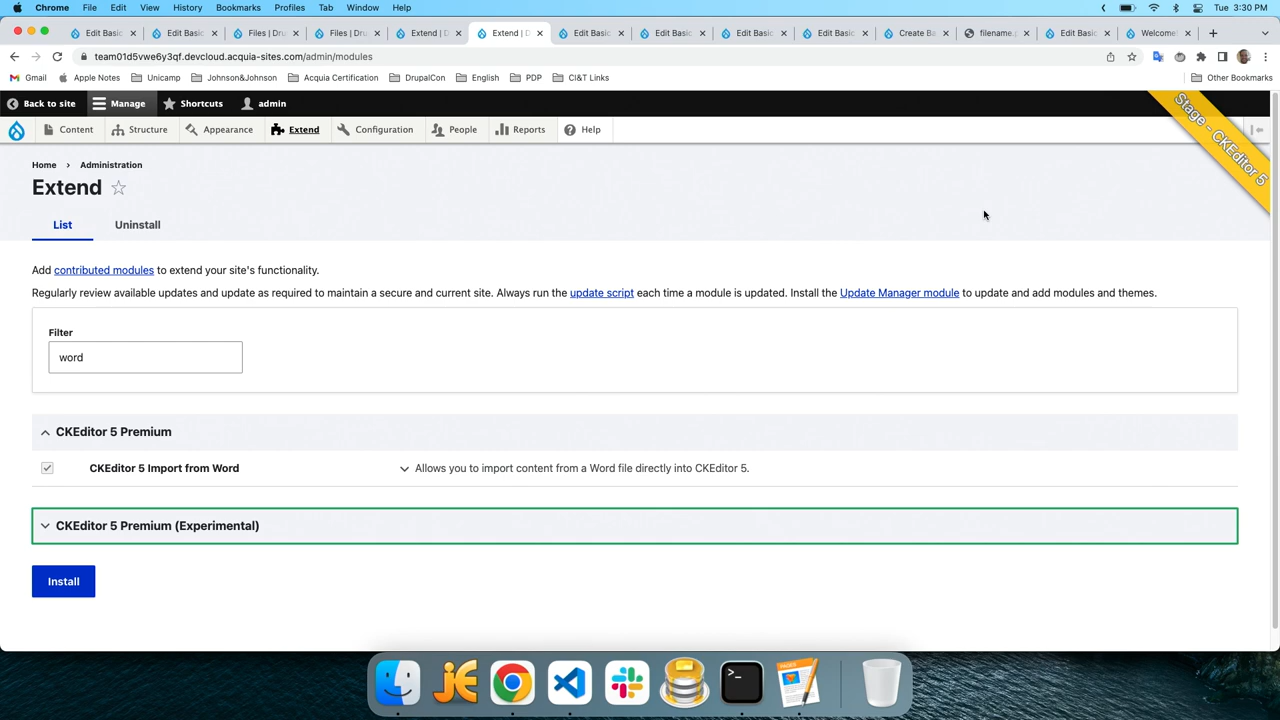 Chrome File Edit View History Bookmarks Profiles Tab Window Help Tue 3:30 PM
Edit Basic Edit Basic Files | Dru Files | Dru Extend | D Extend | D Edit Basic Edit Basic Edit Basic Edit Basic Create Ba filename.p Edit Basic Welcome!
team01d5vwe6y3qf.devcloud.acquia-sites.com/admin/modules
Gmail Apple Notes Unicamp Johnson&Johnson Acquia Certification DrupalCon English PDP CI&T Links Other Bookmarks
Back to site Manage Shortcuts admin
Content Structure Appearance Extend Configuration People Reports Help
Stage - CKEditor 5
Home > Administration
Extend
List Uninstall
Add contributed modules to extend your site's functionality.
Regularly review available updates and update as required to maintain a secure and current site. Always run the update script each time a module is updated. Install the Update Manager module to update and add modules and themes.
Filter
word
CKEditor 5 Premium
CKEditor 5 Import from Word Allows you to import content from a Word file directly into CKEditor 5.
CKEditor 5 Premium (Experimental)
Install
PAGES